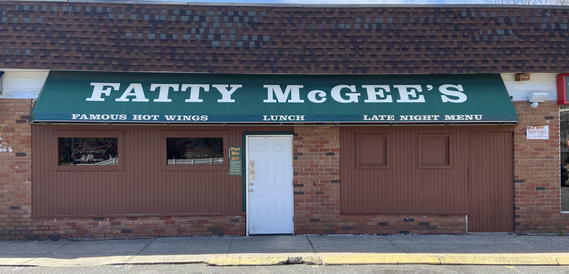 FATTY McGEE'S
FAMOUS HOT WINGS LUNCH LATE NIGHT MENU